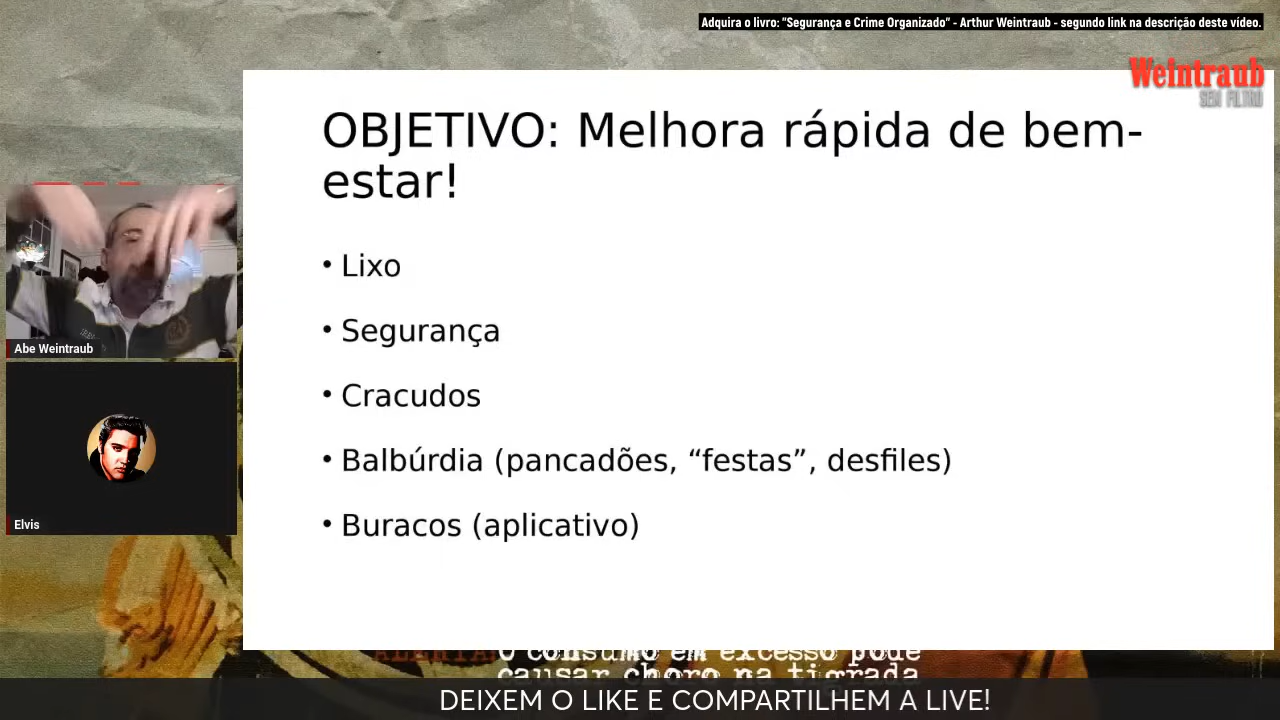 Adquira o livro: "Segurança e Crime Organizado" - Arthur Weintraub - segundo link na descrição deste vídeo.
Weintraub
SEM FILTRO
OBJETIVO: Melhora rápida de bem-
estar!
• Lixo
• Segurança
• Cracudos
• Balbúrdia (pancadões, “festas”, desfiles)
• Buracos (aplicativo)
Abe Weintraub
Elvis
ALERTA: O consumo em excesso pode
causar choro na tigrada
DEIXEM O LIKE E COMPARTILHEM A LIVE!